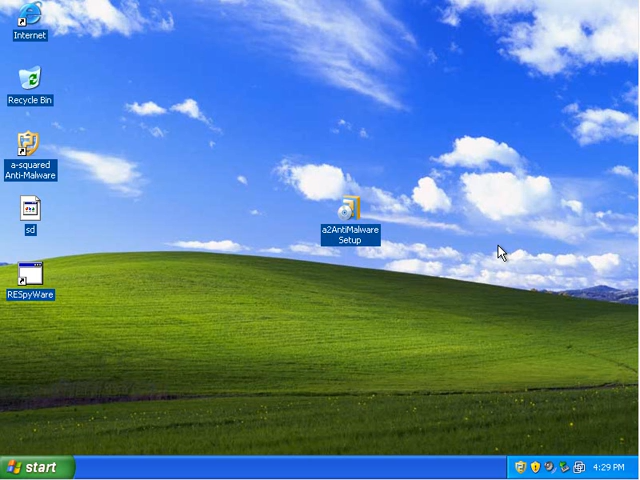 Internet
Recycle Bin
a-squared
Anti-Malware
sd
RESpyWare
a2AntiMalware
Setup
start
4:29 PM